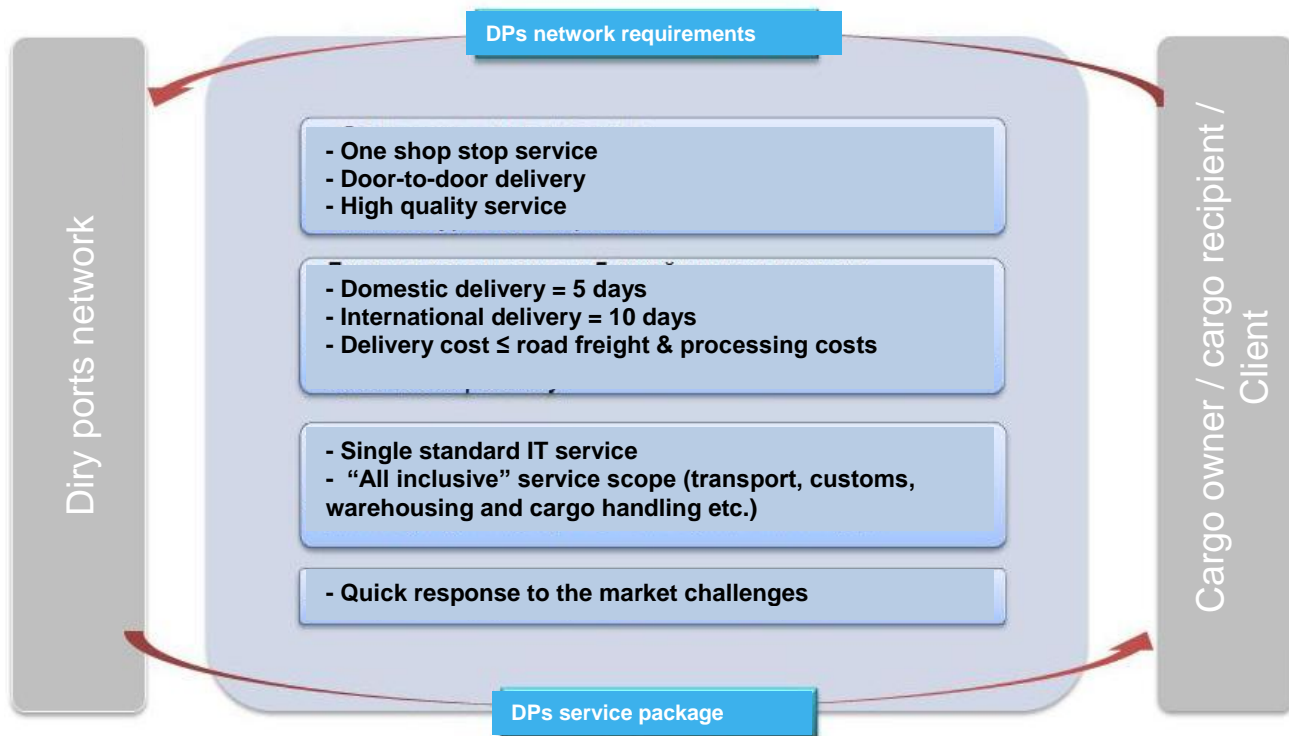 DPs network requirements
- One shop stop service
- Door-to-door delivery
- High quality service
- Domestic delivery = 5 days
- International delivery = 10 days
- Delivery cost ≤ road freight & processing costs
- Single standard IT service
- “All inclusive” service scope (transport, customs,
warehousing and cargo handling etc.)
- Quick response to the market challenges
DPs service package
Diry ports network
Cargo owner / cargo recipient /
Client